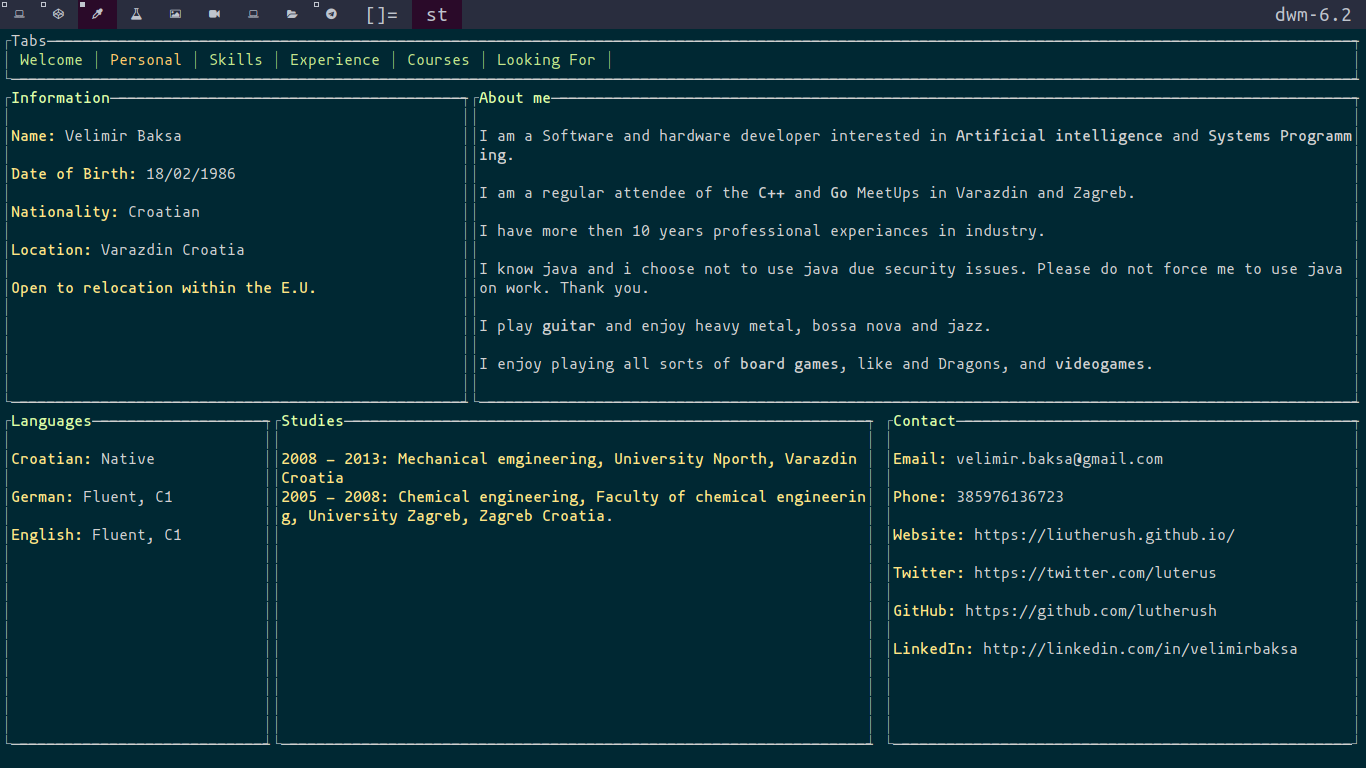 []= st dwm-6.2
Tabs
Welcome │ Personal │ Skills │ Experience │ Courses │ Looking For │
Information
Name: Velimir Baksa
Date of Birth: 18/02/1986
Nationality: Croatian
Location: Varazdin Croatia
Open to relocation within the E.U.
About me
I am a Software and hardware developer interested in Artificial intelligence and Systems Programm
ing.
I am a regular attendee of the C++ and Go MeetUps in Varazdin and Zagreb.
I have more then 10 years professional experiances in industry.
I know java and i choose not to use java due security issues. Please do not force me to use java
on work. Thank you.
I play guitar and enjoy heavy metal, bossa nova and jazz.
I enjoy playing all sorts of board games, like and Dragons, and videogames.
Languages
Croatian: Native
German: Fluent, C1
English: Fluent, C1
Studies
2008 – 2013: Mechanical emgineering, University Nporth, Varazdin
Croatia
2005 – 2008: Chemical engineering, Faculty of chemical engineerin
g, University Zagreb, Zagreb Croatia.
Contact
Email: velimir.baksa@gmail.com
Phone: 385976136723
Website: https://liutherush.github.io/
Twitter: https://twitter.com/luterus
GitHub: https://github.com/lutherush
LinkedIn: http://linkedin.com/in/velimirbaksa